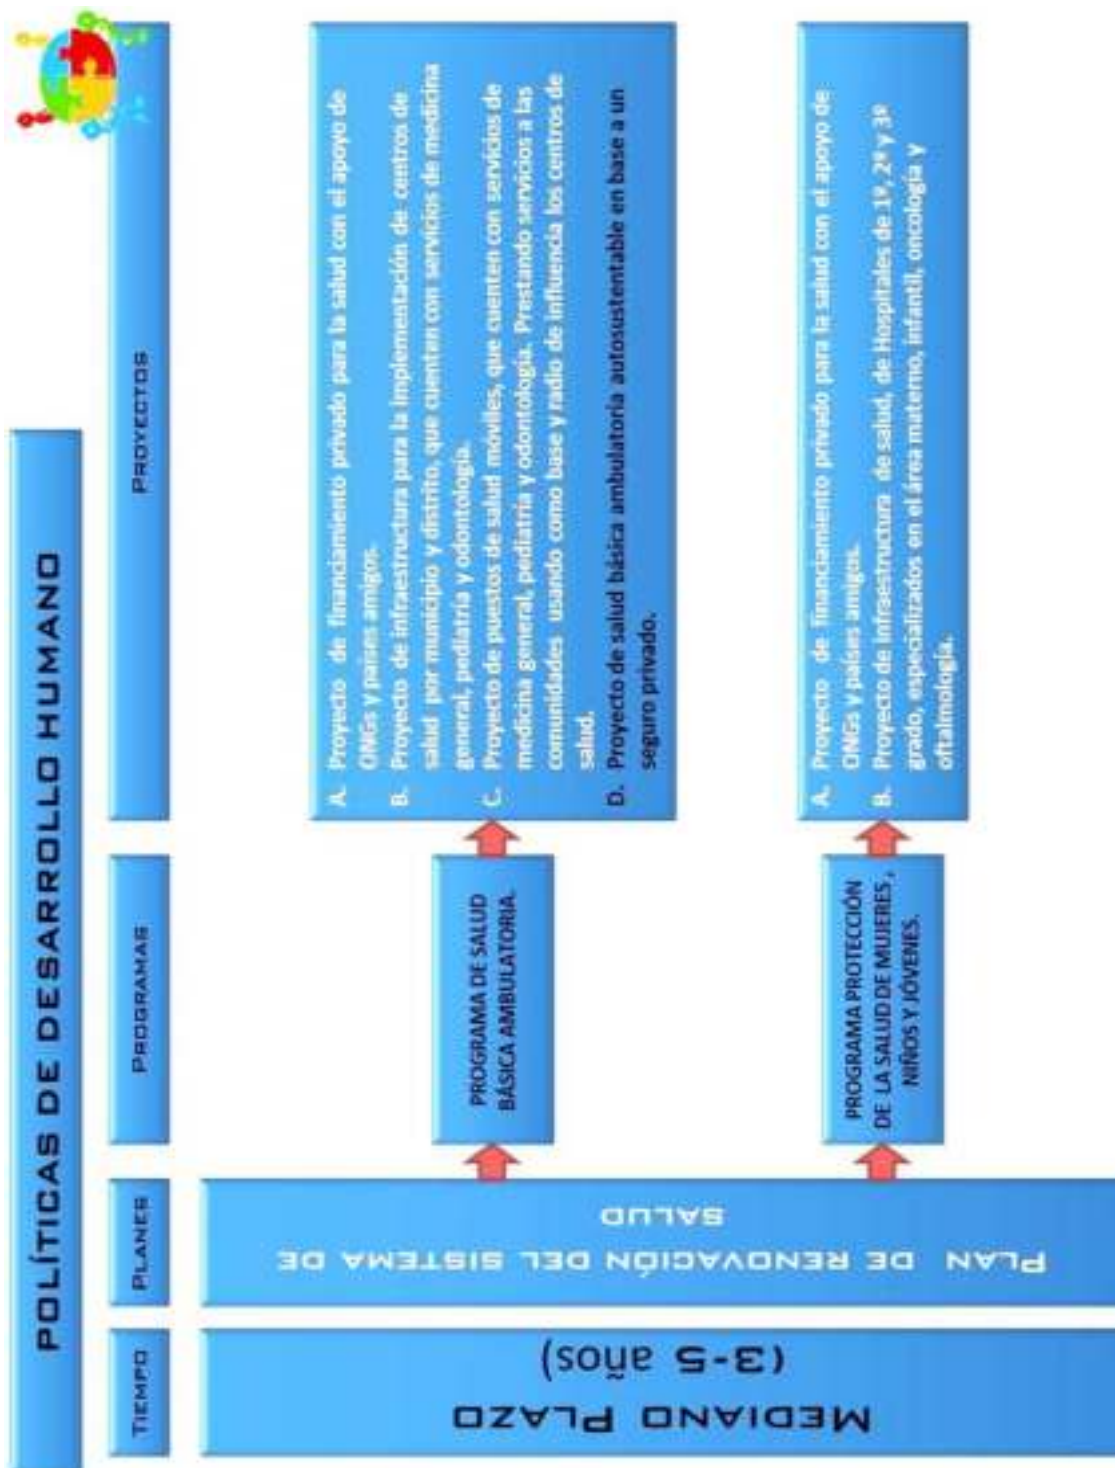 POLÍTICAS DE DESARROLLO HUMANO
TIEMPO
PLANES
PROGRAMAS
PROYECTOS
MEDIANO PLAZO
(3-5 años)
PLAN DE RENOVACIÓN DEL SISTEMA DE
SALUD
PROGRAMA DE SALUD
BÁSICA AMBULATORIA.
A. Proyecto de financiamiento privado para la salud con el apoyo de
ONGs y países amigos.
B. Proyecto de infraestructura para la implementación de centros de
salud por municipio y distrito, que cuenten con servicios de medicina
general, pediatría y odontología.
C. Proyecto de puestos de salud móviles, que cuenten con servicios de
medicina general, pediatría y odontología. Prestando servicios a las
comunidades usando como base y radio de influencia los centros de
salud.
D. Proyecto de salud básica ambulatoria autosustentable en base a un
seguro privado.
PROGRAMA PROTECCIÓN
DE LA SALUD DE MUJERES ,
NIÑOS Y JÓVENES.
A. Proyecto de financiamiento privado para la salud con el apoyo de
ONGs y países amigos.
B. Proyecto de infraestructura de salud, de Hospitales de 1º, 2º y 3º
grado, especializados en el área materno, infantil, oncología y
oftalmología.